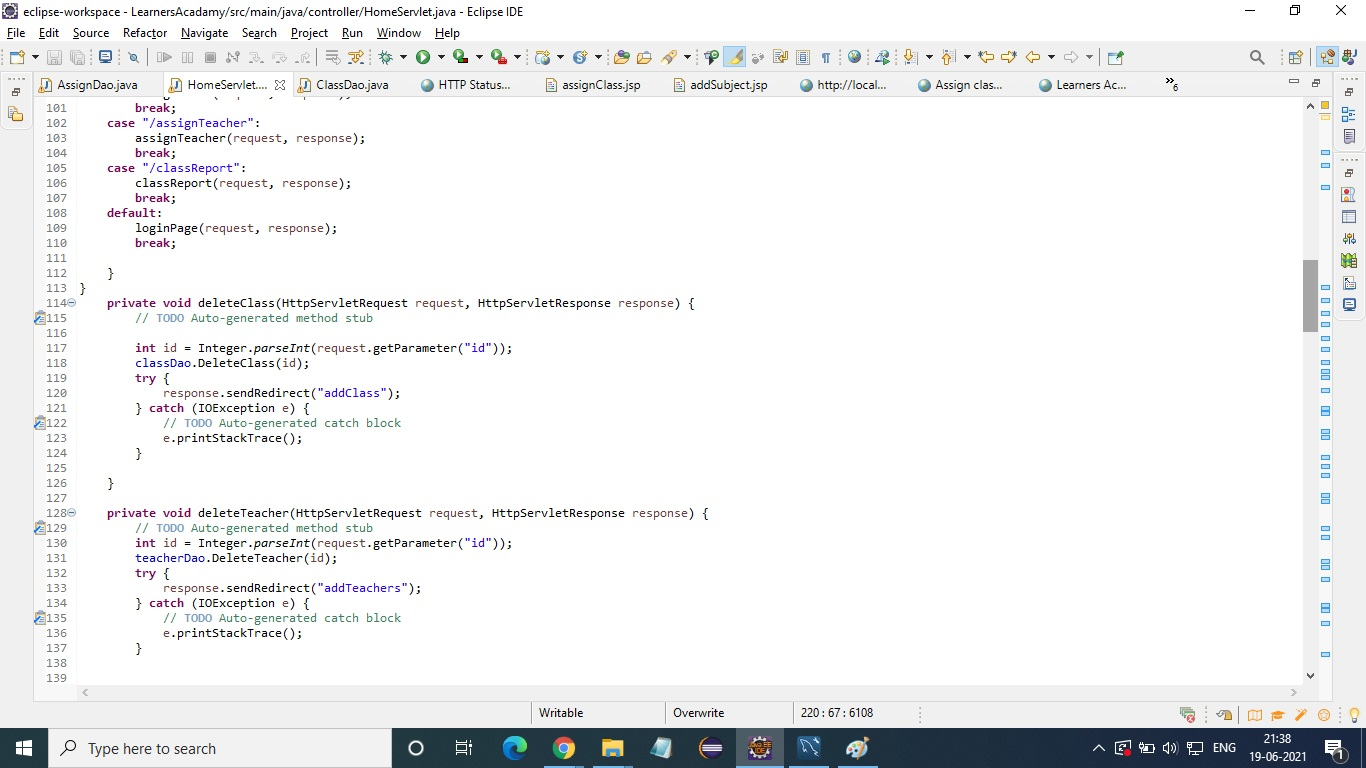 eclipse-workspace - LearnersAcadamy/src/main/java/controller/HomeServlet.java - Eclipse IDE
File Edit Source Refactor Navigate Search Project Run Window Help
AssignDao.java HomeServlet.... ClassDao.java HTTP Status... assignClass.jsp addSubject.jsp http://local... Assign clas... Learners Ac... »6
101 break;
102 case "/assignTeacher":
103 assignTeacher(request, response);
104 break;
105 case "/classReport":
106 classReport(request, response);
107 break;
108 default:
109 loginPage(request, response);
110 break;
111
112 }
113 }
114 private void deleteClass(HttpServletRequest request, HttpServletResponse response) {
115 // TODO Auto-generated method stub
116
117 int id = Integer.parseInt(request.getParameter("id"));
118 classDao.DeleteClass(id);
119 try {
120 response.sendRedirect("addClass");
121 } catch (IOException e) {
122 // TODO Auto-generated catch block
123 e.printStackTrace();
124 }
125
126 }
127
128 private void deleteTeacher(HttpServletRequest request, HttpServletResponse response) {
129 // TODO Auto-generated method stub
130 int id = Integer.parseInt(request.getParameter("id"));
131 teacherDao.DeleteTeacher(id);
132 try {
133 response.sendRedirect("addTeachers");
134 } catch (IOException e) {
135 // TODO Auto-generated catch block
136 e.printStackTrace();
137 }
138
139
Writable Overwrite 220 : 67 : 6108
Type here to search
ENG
21:38
19-06-2021
1